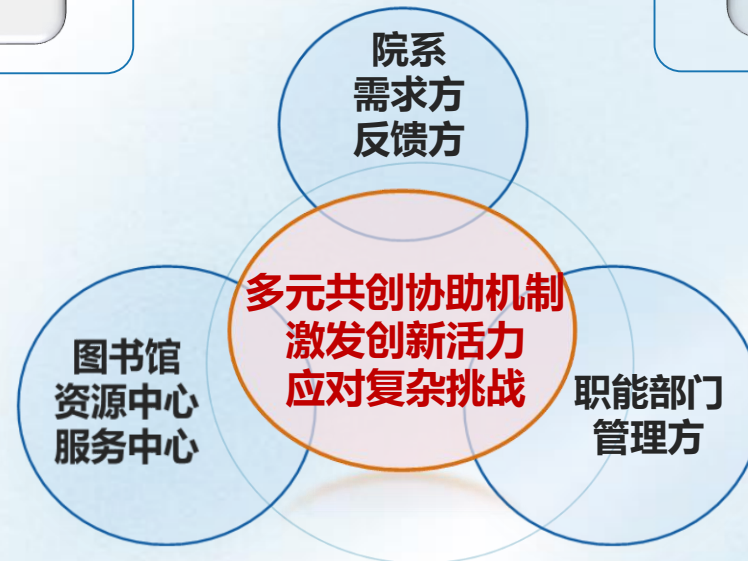 院系
需求方
反馈方
多元共创协助机制
激发创新活力
应对复杂挑战
图书馆
资源中心
服务中心
职能部门
管理方